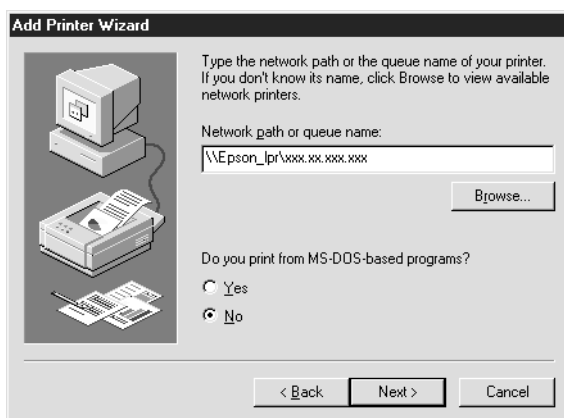 Add Printer Wizard
Type the network path or the queue name of your printer.
If you don't know its name, click Browse to view available
network printers.
Network path or queue name:
\\Epson_lpr\xxx.xx.xxx.xxx
Browse...
Do you print from MS-DOS-based programs?
Yes
No
< Back
Next >
Cancel